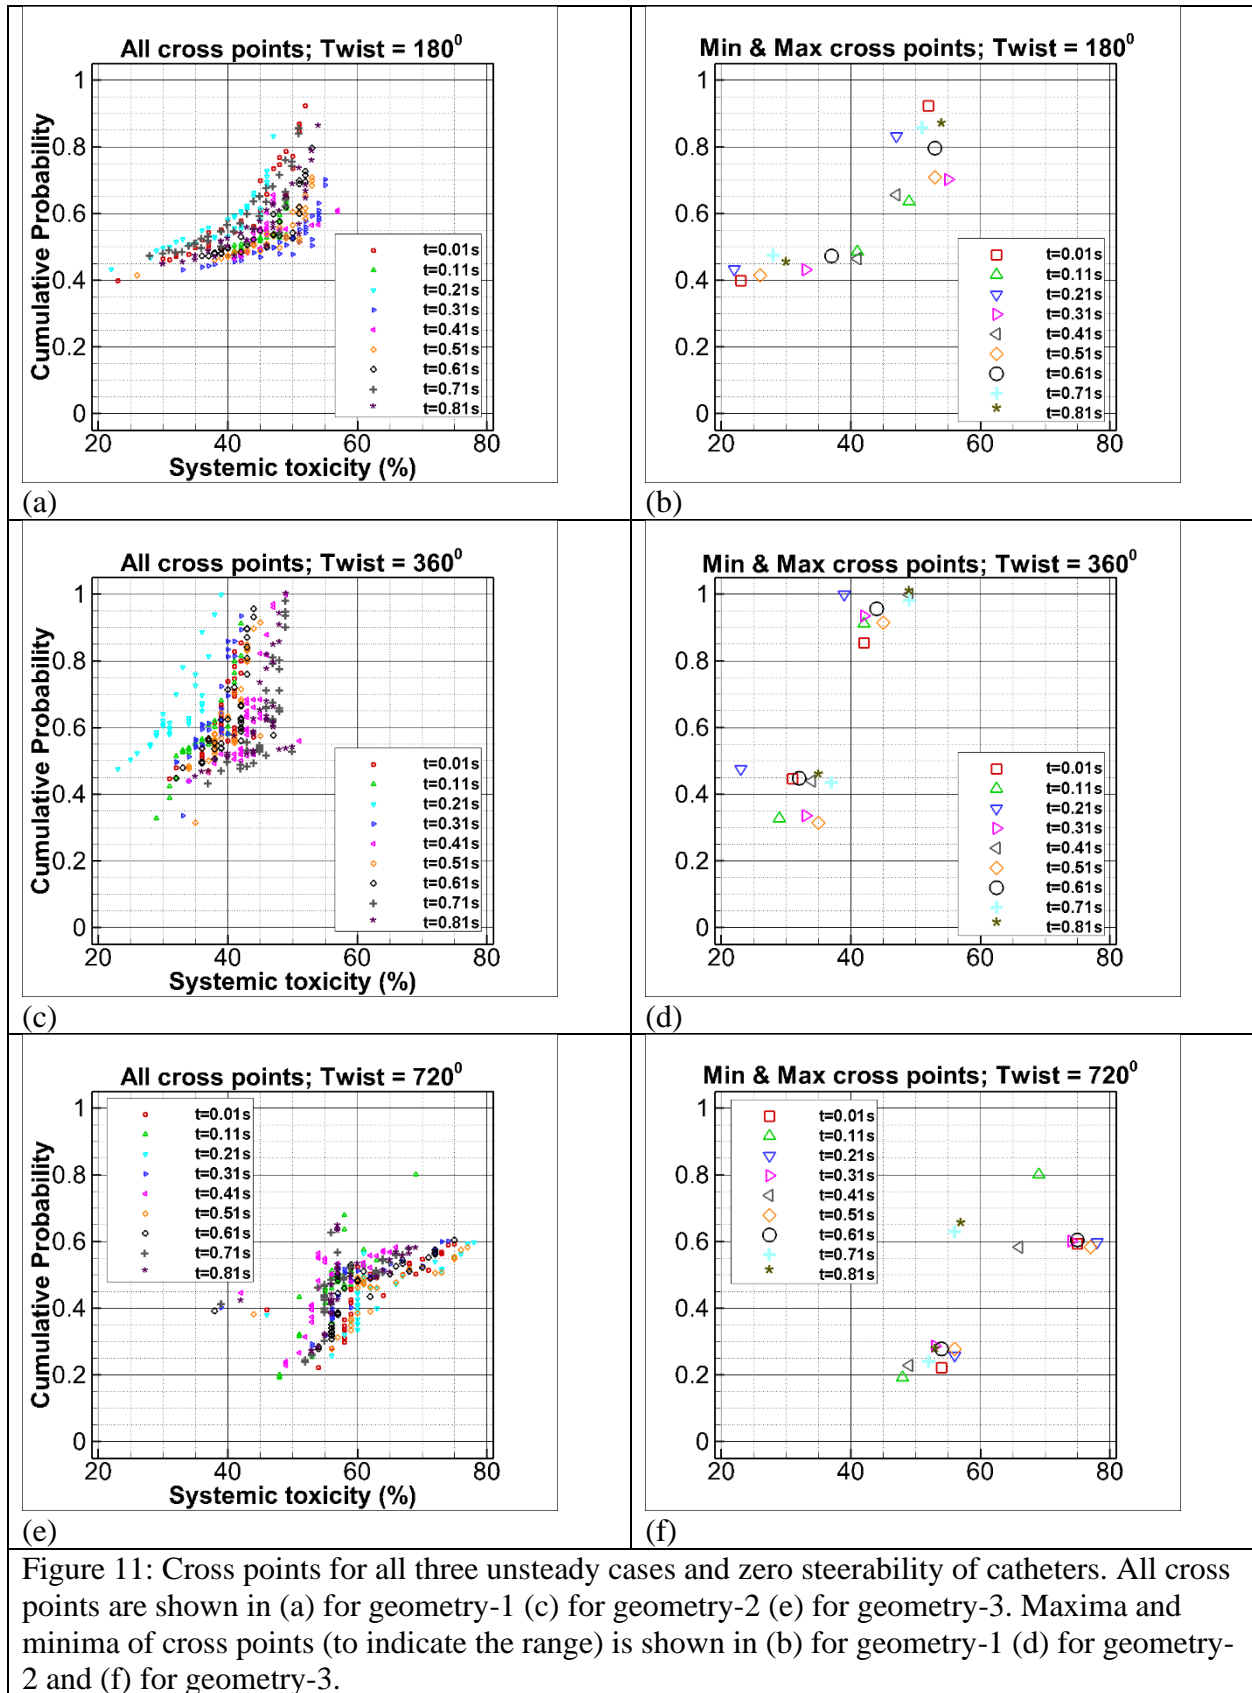 All cross points; Twist = 180⁰
Cumulative Probability
1
0.8
0.6
0.4
0.2
0
20 40 60 80
Systemic toxicity (%)
t=0.01s
t=0.11s
t=0.21s
t=0.31s
t=0.41s
t=0.51s
t=0.61s
t=0.71s
t=0.81s
(a)
Min & Max cross points; Twist = 180⁰
1
0.8
0.6
0.4
0.2
0
20 40 60 80
t=0.01s
t=0.11s
t=0.21s
t=0.31s
t=0.41s
t=0.51s
t=0.61s
t=0.71s
t=0.81s
(b)
All cross points; Twist = 360⁰
Cumulative Probability
1
0.8
0.6
0.4
0.2
0
20 40 60 80
Systemic toxicity (%)
t=0.01s
t=0.11s
t=0.21s
t=0.31s
t=0.41s
t=0.51s
t=0.61s
t=0.71s
t=0.81s
(c)
Min & Max cross points; Twist = 360⁰
1
0.8
0.6
0.4
0.2
0
20 40 60 80
t=0.01s
t=0.11s
t=0.21s
t=0.31s
t=0.41s
t=0.51s
t=0.61s
t=0.71s
t=0.81s
(d)
All cross points; Twist = 720⁰
Cumulative Probability
1
0.8
0.6
0.4
0.2
0
20 40 60 80
Systemic toxicity (%)
t=0.01s
t=0.11s
t=0.21s
t=0.31s
t=0.41s
t=0.51s
t=0.61s
t=0.71s
t=0.81s
(e)
Min & Max cross points; Twist = 720⁰
1
0.8
0.6
0.4
0.2
0
20 40 60 80
t=0.01s
t=0.11s
t=0.21s
t=0.31s
t=0.41s
t=0.51s
t=0.61s
t=0.71s
t=0.81s
(f)
Figure 11: Cross points for all three unsteady cases and zero steerability of catheters. All cross
points are shown in (a) for geometry-1 (c) for geometry-2 (e) for geometry-3. Maxima and
minima of cross points (to indicate the range) is shown in (b) for geometry-1 (d) for geometry-
2 and (f) for geometry-3.